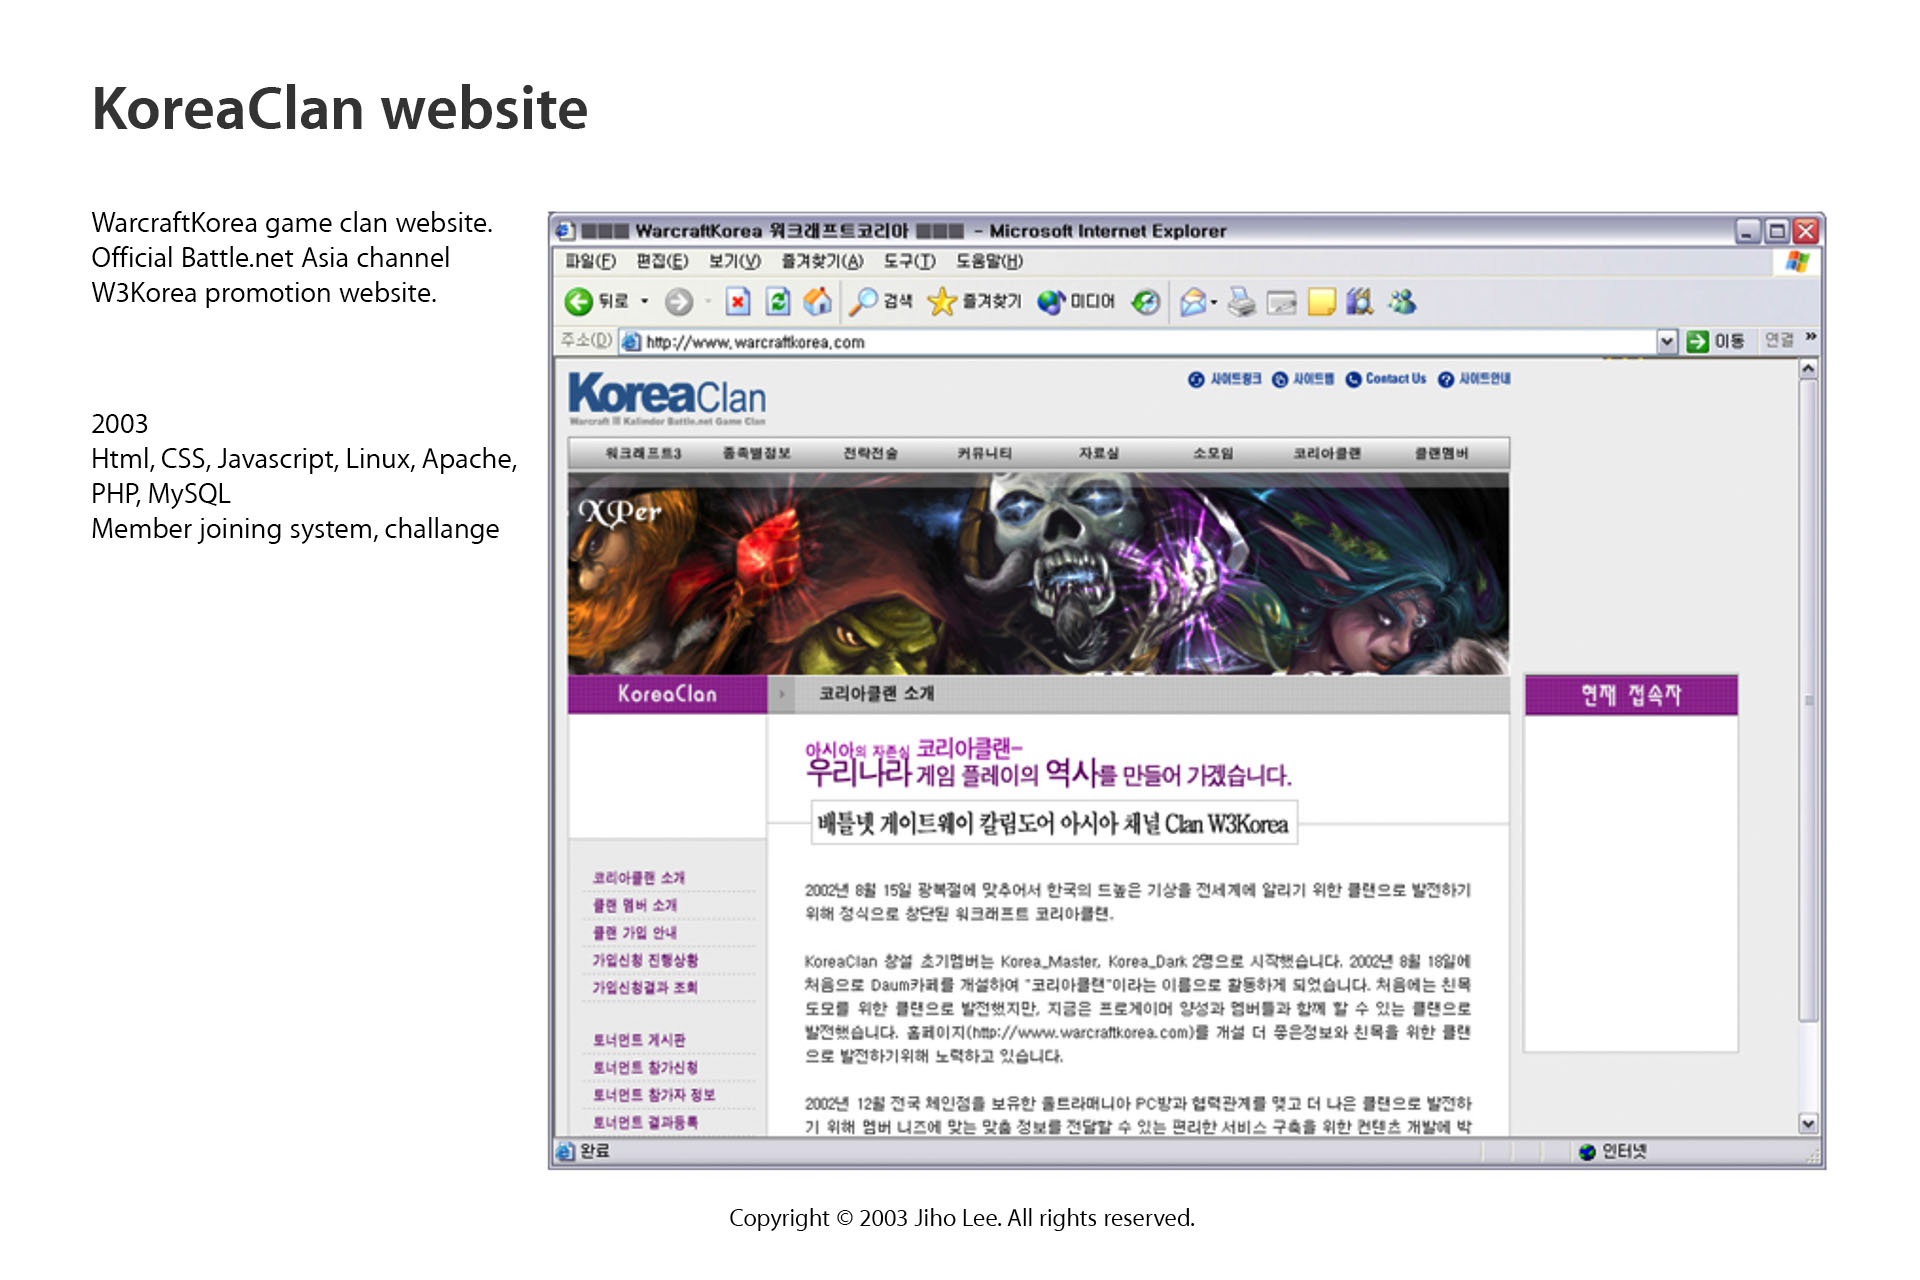 KoreaClan website
WarcraftKorea game clan website.
Official Battle.net Asia channel
W3Korea promotion website.
2003
Html, CSS, Javascript, Linux, Apache,
PHP, MySQL
Member joining system, challange
WarcraftKorea 워크래프트코리아 - Microsoft Internet Explorer
파일(F) 편집(E) 보기(V) 즐겨찾기(A) 도구(T) 도움말(H)
뒤로 검색 즐겨찾기 미디어
주소(D) http://www.warcraftkorea.com 이동 연결 »
사이트링크 사이트맵 Contact Us 사이트안내
KoreaClan
Warcraft III Kalimdor Battle.net Game Clan
워크래프트3 종족별정보 전략전술 커뮤니티 자료실 소모임 코리아클랜 클랜멤버
XPer
KoreaClan 코리아클랜 소개 현재 접속자
아시아의 자존심 코리아클랜-
우리나라 게임 플레이의 역사를 만들어 가겠습니다.
배틀넷 게이트웨이 칼림도어 아시아 채널 Clan W3Korea
코리아클랜 소개
클랜 멤버 소개
클랜 가입 안내
가입신청 진행상황
가입신청결과 조회
토너먼트 게시판
토너먼트 참가신청
토너먼트 참가자 정보
토너먼트 결과등록
2002년 8월 15일 광복절에 맞추어서 한국의 드높은 기상을 전세계에 알리기 위한 클랜으로 발전하기
위해 정식으로 창단된 워크래프트 코리아클랜.
KoreaClan 창설 초기멤버는 Korea_Master, Korea_Dark 2명으로 시작했습니다. 2002년 8월 18일에
처음으로 Daum카페를 개설하여 "코리아클랜"이라는 이름으로 활동하게 되었습니다. 처음에는 친목
도모를 위한 클랜으로 발전했지만, 지금은 프로게이머 양성과 멤버들과 함께 할 수 있는 클랜으로
발전했습니다. 홈페이지(http://www.warcraftkorea.com)를 개설 더 좋은정보와 친목을 위한 클랜
으로 발전하기위해 노력하고 있습니다.
2002년 12월 전국 체인점을 보유한 울트라매니아 PC방과 협력관계를 맺고 더 나은 클랜으로 발전하
기 위해 멤버 니즈에 맞는 맞춤 정보를 전달할 수 있는 편리한 서비스 구축을 위한 컨텐츠 개발에 박
완료 인터넷
Copyright © 2003 Jiho Lee. All rights reserved.